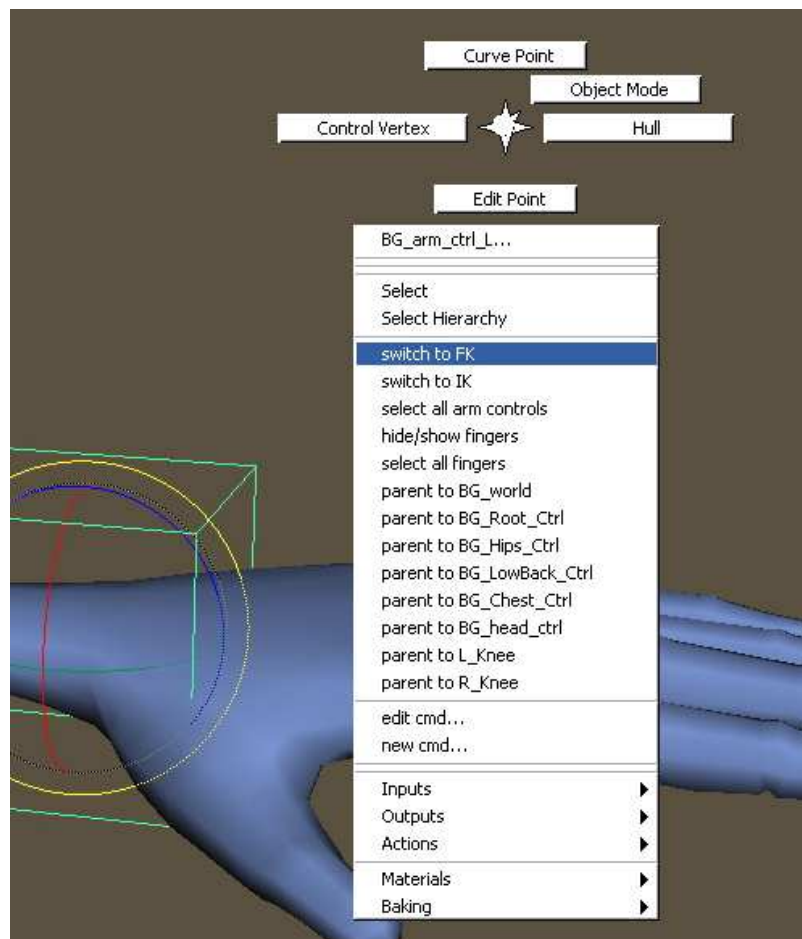 Curve Point
Object Mode
Control Vertex
Hull
Edit Point
BG_arm_ctrl_L...
Select
Select Hierarchy
switch to FK
switch to IK
select all arm controls
hide/show fingers
select all fingers
parent to BG_world
parent to BG_Root_Ctrl
parent to BG_Hips_Ctrl
parent to BG_LowBack_Ctrl
parent to BG_Chest_Ctrl
parent to BG_head_ctrl
parent to L_Knee
parent to R_Knee
edit cmd...
new cmd...
Inputs
Outputs
Actions
Materials
Baking